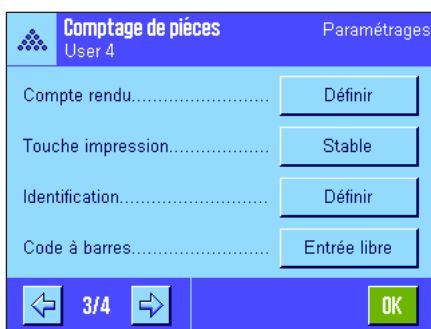 Comptage de pièces
Paramétrages
User 4
Compte rendu........................ Définir
Touche impression.................. Stable
Identification........................... Définir
Code à barres........................ Entrée libre
3/4
OK